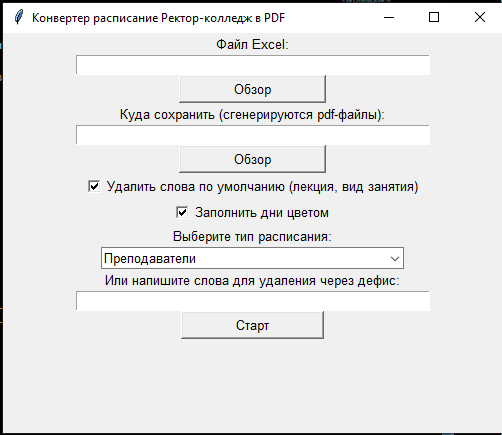 Конвертер расписание Ректор-колледж в PDF
Файл Excel:
Обзор
Куда сохранить (сгенерируются pdf-файлы):
Обзор
Удалить слова по умолчанию (лекция, вид занятия)
Заполнить дни цветом
Выберите тип расписания:
Преподаватели
Или напишите слова для удаления через дефис:
Старт